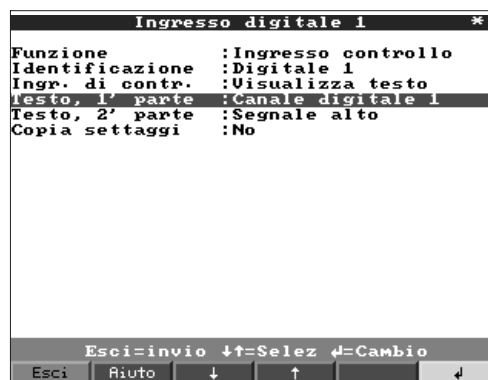 Ingresso digitale 1 *
Funzione :Ingresso controllo
Identificazione :Digitale 1
Ingr. di contr. :Visualizza testo
Testo, 1' parte :Canale digitale 1
Testo, 2' parte :Segnale alto
Copia settaggi :No
Esci=invio ↓↑=Selez ↲=Cambio
Esci Aiuto ↓ ↑ ↲